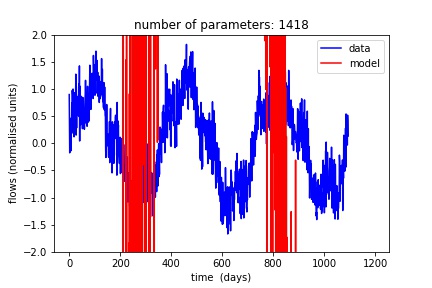 number of parameters: 1418
2.0
1.5
1.0
0.5
0.0
−0.5
−1.0
−1.5
−2.0
flows (normalised units)
data
model
0 200 400 600 800 1000 1200
time (days)